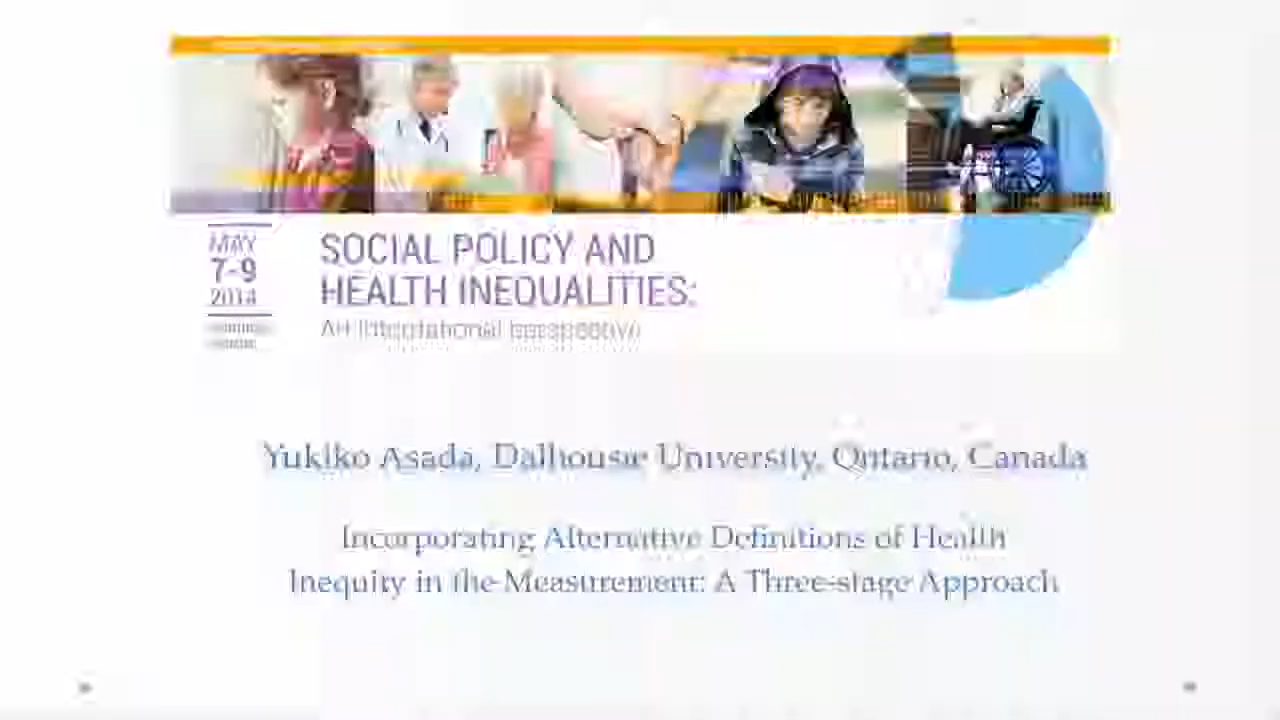 MAY
7-9
2014
SOCIAL POLICY AND
HEALTH INEQUALITIES:
An international perspective
Yukiko Asada, Dalhousie University, Ontario, Canada
Incorporating Alternative Definitions of Health
Inequity in the Measurement: A Three-stage Approach